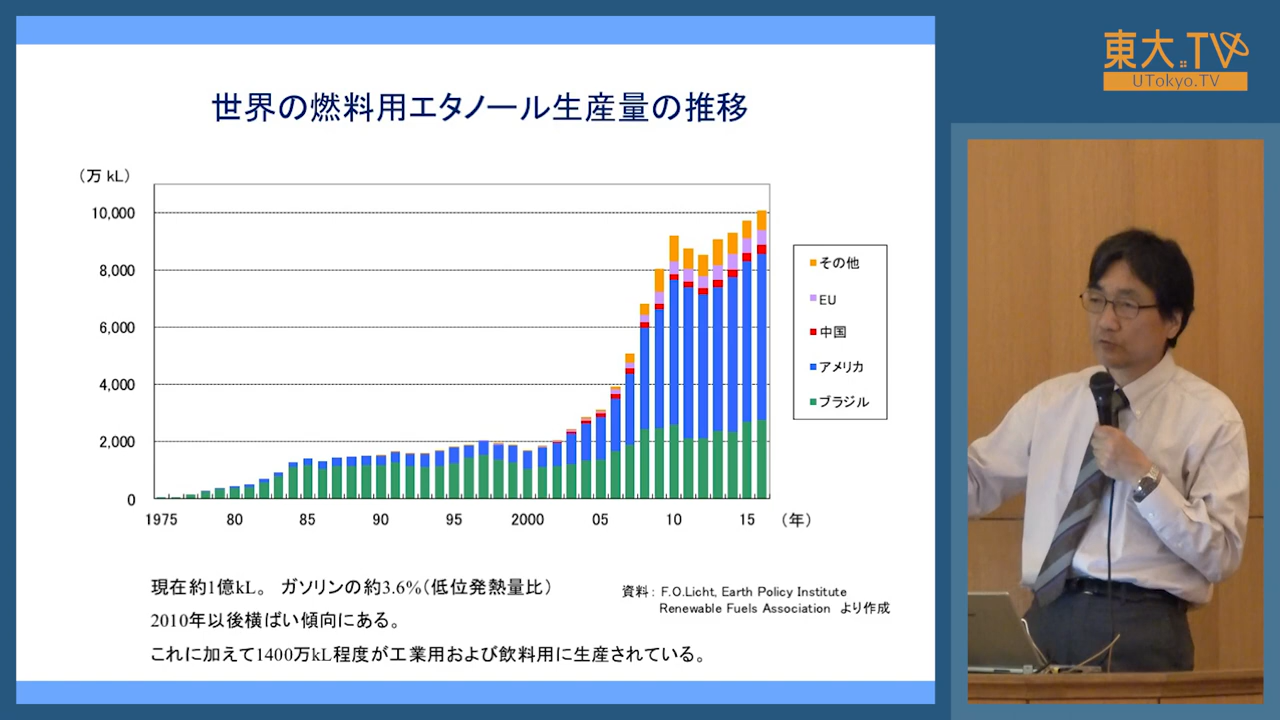 東大.TV
UTokyo.TV
世界の燃料用エタノール生産量の推移
（万 kL）
10,000
8,000
6,000
4,000
2,000
0
1975 80 85 90 95 2000 05 10 15 （年）
その他
EU
中国
アメリカ
ブラジル
現在約1億kL。 ガソリンの約3.6%（低位発熱量比）
2010年以後横ばい傾向にある。
これに加えて1400万kL程度が工業用および飲料用に生産されている。
資料： F.O.Licht, Earth Policy Institute
Renewable Fuels Association より作成